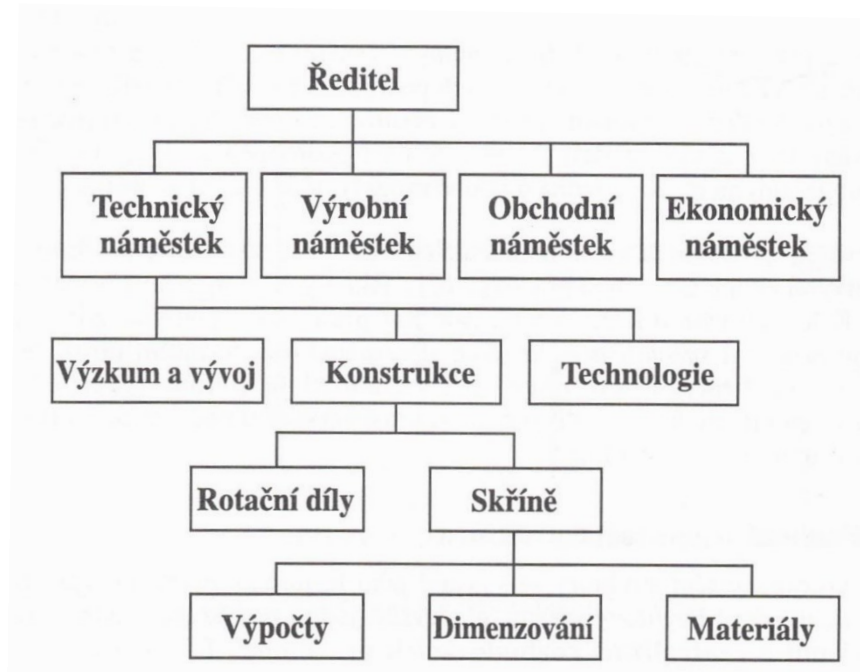 Ředitel
Technický
náměstek
Výrobní
náměstek
Obchodní
náměstek
Ekonomický
náměstek
Výzkum a vývoj
Konstrukce
Technologie
Rotační díly
Skříně
Výpočty
Dimenzování
Materiály